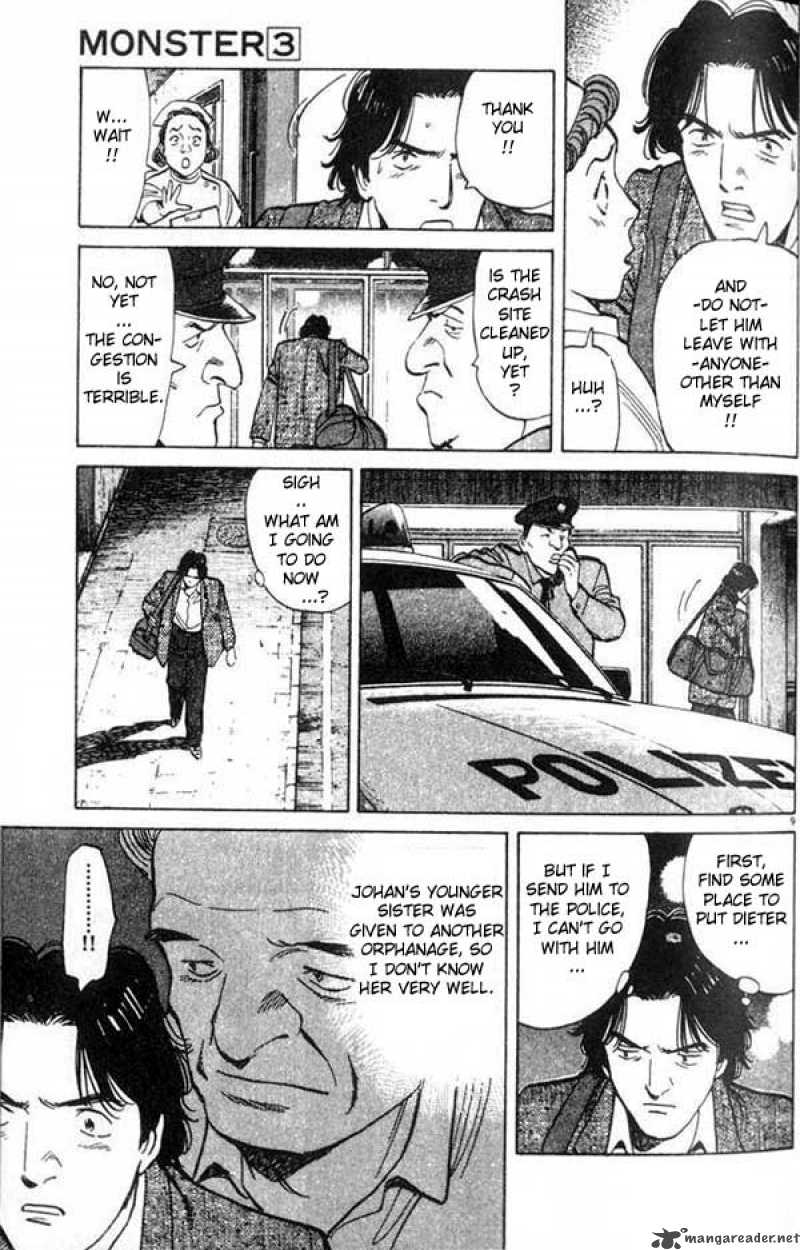 MONSTER 3
AND
-DO NOT-
LET HIM
LEAVE WITH
-ANYONE-
OTHER THAN
MYSELF
!!
HUH
...?
THANK
YOU
!!
W...
WAIT
!!
IS THE
CRASH
SITE
CLEANED
UP,
YET
?
NO, NOT
YET
...
THE CON-
GESTION
IS
TERRIBLE.
POLIZE
SIGH
..
WHAT AM
I GOING
TO DO
NOW
...?
9
FIRST,
FIND SOME
PLACE TO
PUT DIETER
...
BUT IF I
SEND HIM TO
THE POLICE,
I CAN'T GO
WITH HIM
...
JOHAN'S YOUNGER
SISTER WAS
GIVEN TO ANOTHER
ORPHANAGE, SO
I DON'T KNOW
HER VERY WELL.
.........!!
mangareader.net